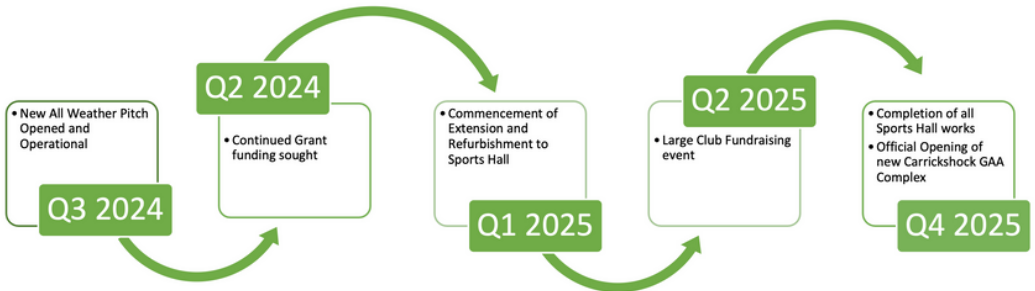 • New All Weather Pitch
Opened and
Operational
Q3 2024
Q2 2024
• Continued Grant
funding sought
• Commencement of
Extension and
Refurbishment to
Sports Hall
Q1 2025
Q2 2025
• Large Club Fundraising
event
• Completion of all
Sports Hall works
• Official Opening of
new Carrickshock GAA
Complex
Q4 2025